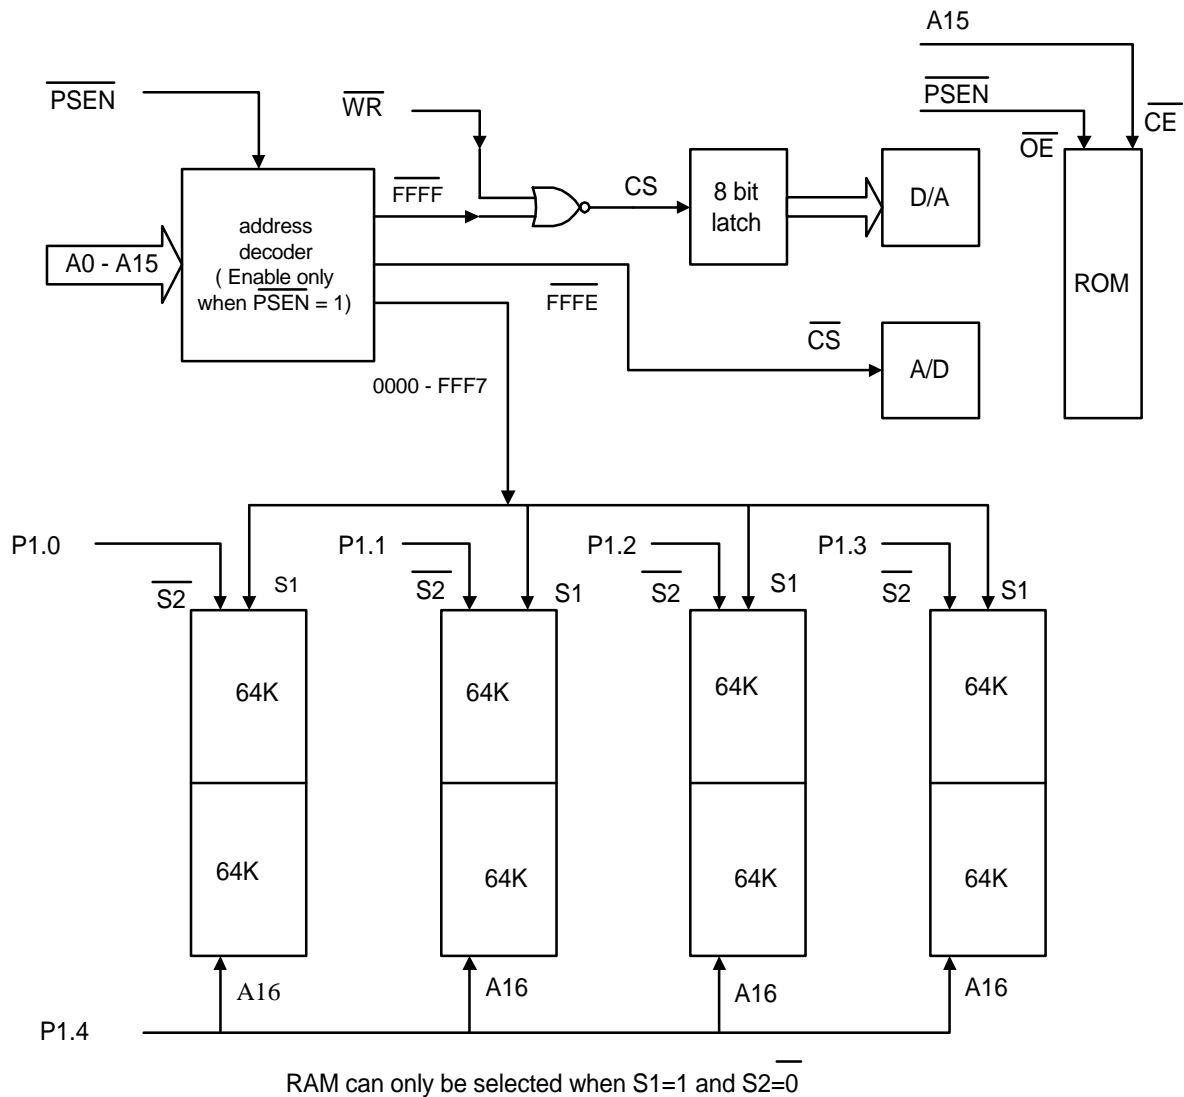 A15
PSEN
WR
PSEN
CE
OE
FFFF
CS
8 bit
latch
D/A
address
decoder
( Enable only
when PSEN = 1)
A0 - A15
FFFE
ROM
CS
A/D
0000 - FFF7
P1.0
P1.1
P1.2
P1.3
S2
S1
S2
S1
S2
S1
S2
S1
64K
64K
64K
64K
64K
64K
64K
64K
A16
A16
A16
A16
P1.4
RAM can only be selected when S1=1 and S2=0